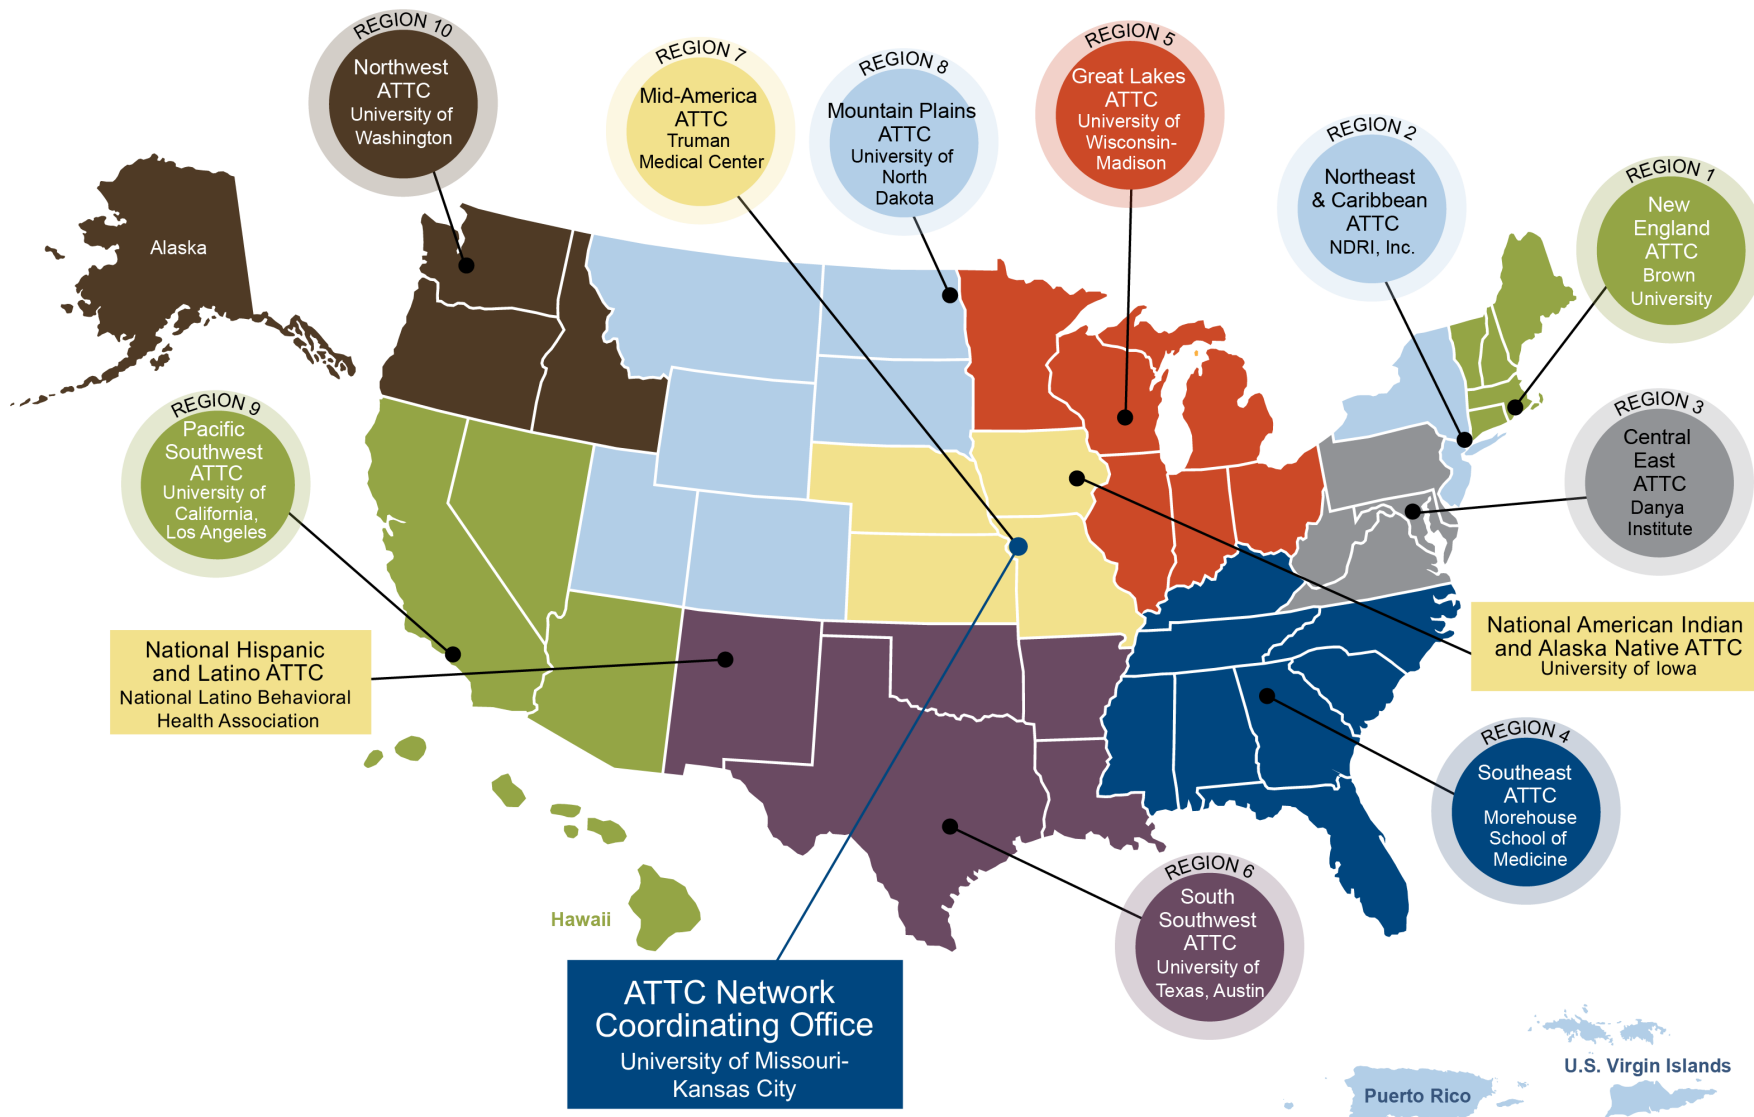 REGION 10
Northwest
ATTC
University of
Washington
REGION 7
Mid-America
ATTC
Truman
Medical Center
REGION 8
Mountain Plains
ATTC
University of
North
Dakota
REGION 5
Great Lakes
ATTC
University of
Wisconsin-
Madison
REGION 2
Northeast
& Caribbean
ATTC
NDRI, Inc.
REGION 1
New
England
ATTC
Brown
University
Alaska
REGION 9
Pacific
Southwest
ATTC
University of
California,
Los Angeles
REGION 3
Central
East
ATTC
Danya
Institute
National Hispanic
and Latino ATTC
National Latino Behavioral
Health Association
National American Indian
and Alaska Native ATTC
University of Iowa
REGION 4
Southeast
ATTC
Morehouse
School of
Medicine
REGION 6
South
Southwest
ATTC
University of
Texas, Austin
Hawaii
ATTC Network
Coordinating Office
University of Missouri-
Kansas City
U.S. Virgin Islands
Puerto Rico